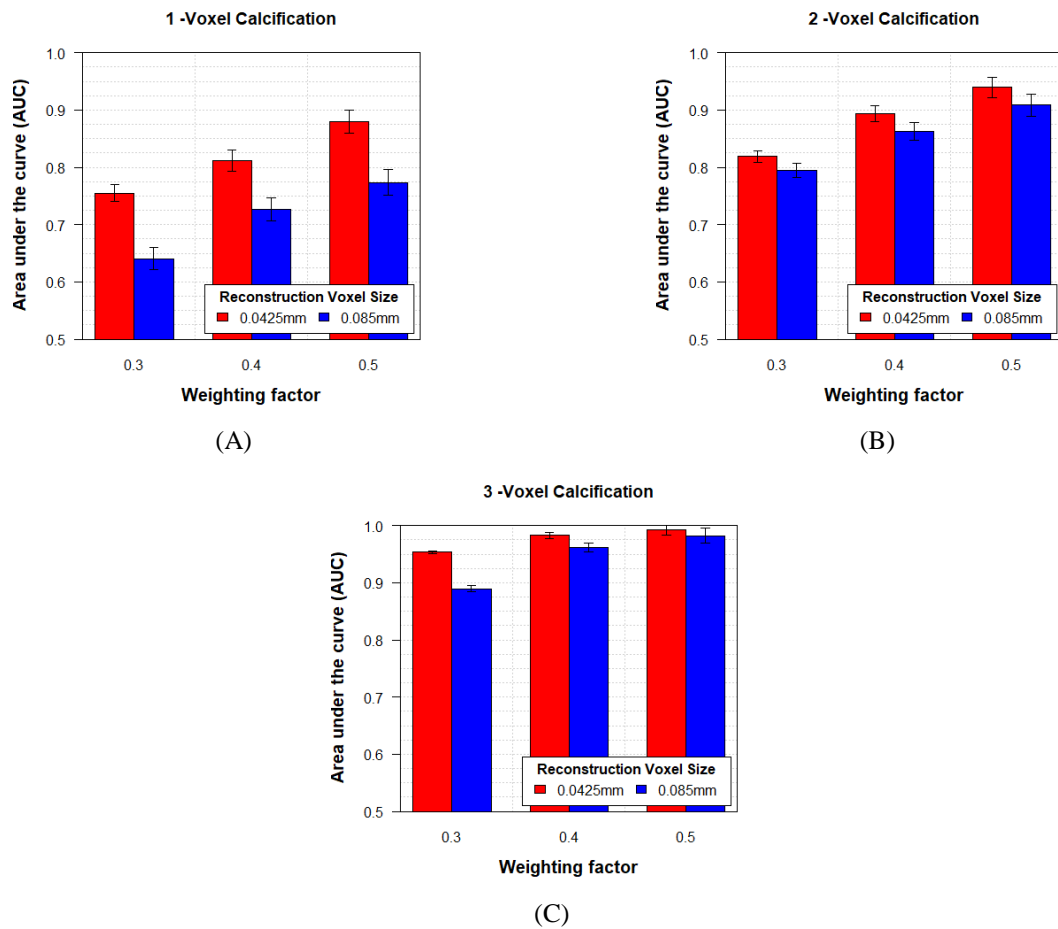 1 -Voxel Calcification
Area under the curve (AUC)
1.0
0.9
0.8
0.7
0.6
0.5
Reconstruction Voxel Size
0.0425mm 0.085mm
0.3 0.4 0.5
Weighting factor
(A)
2 -Voxel Calcification
Area under the curve (AUC)
1.0
0.9
0.8
0.7
0.6
0.5
Reconstruction Voxel Size
0.0425mm 0.085mm
0.3 0.4 0.5
Weighting factor
(B)
3 -Voxel Calcification
Area under the curve (AUC)
1.0
0.9
0.8
0.7
0.6
0.5
Reconstruction Voxel Size
0.0425mm 0.085mm
0.3 0.4 0.5
Weighting factor
(C)